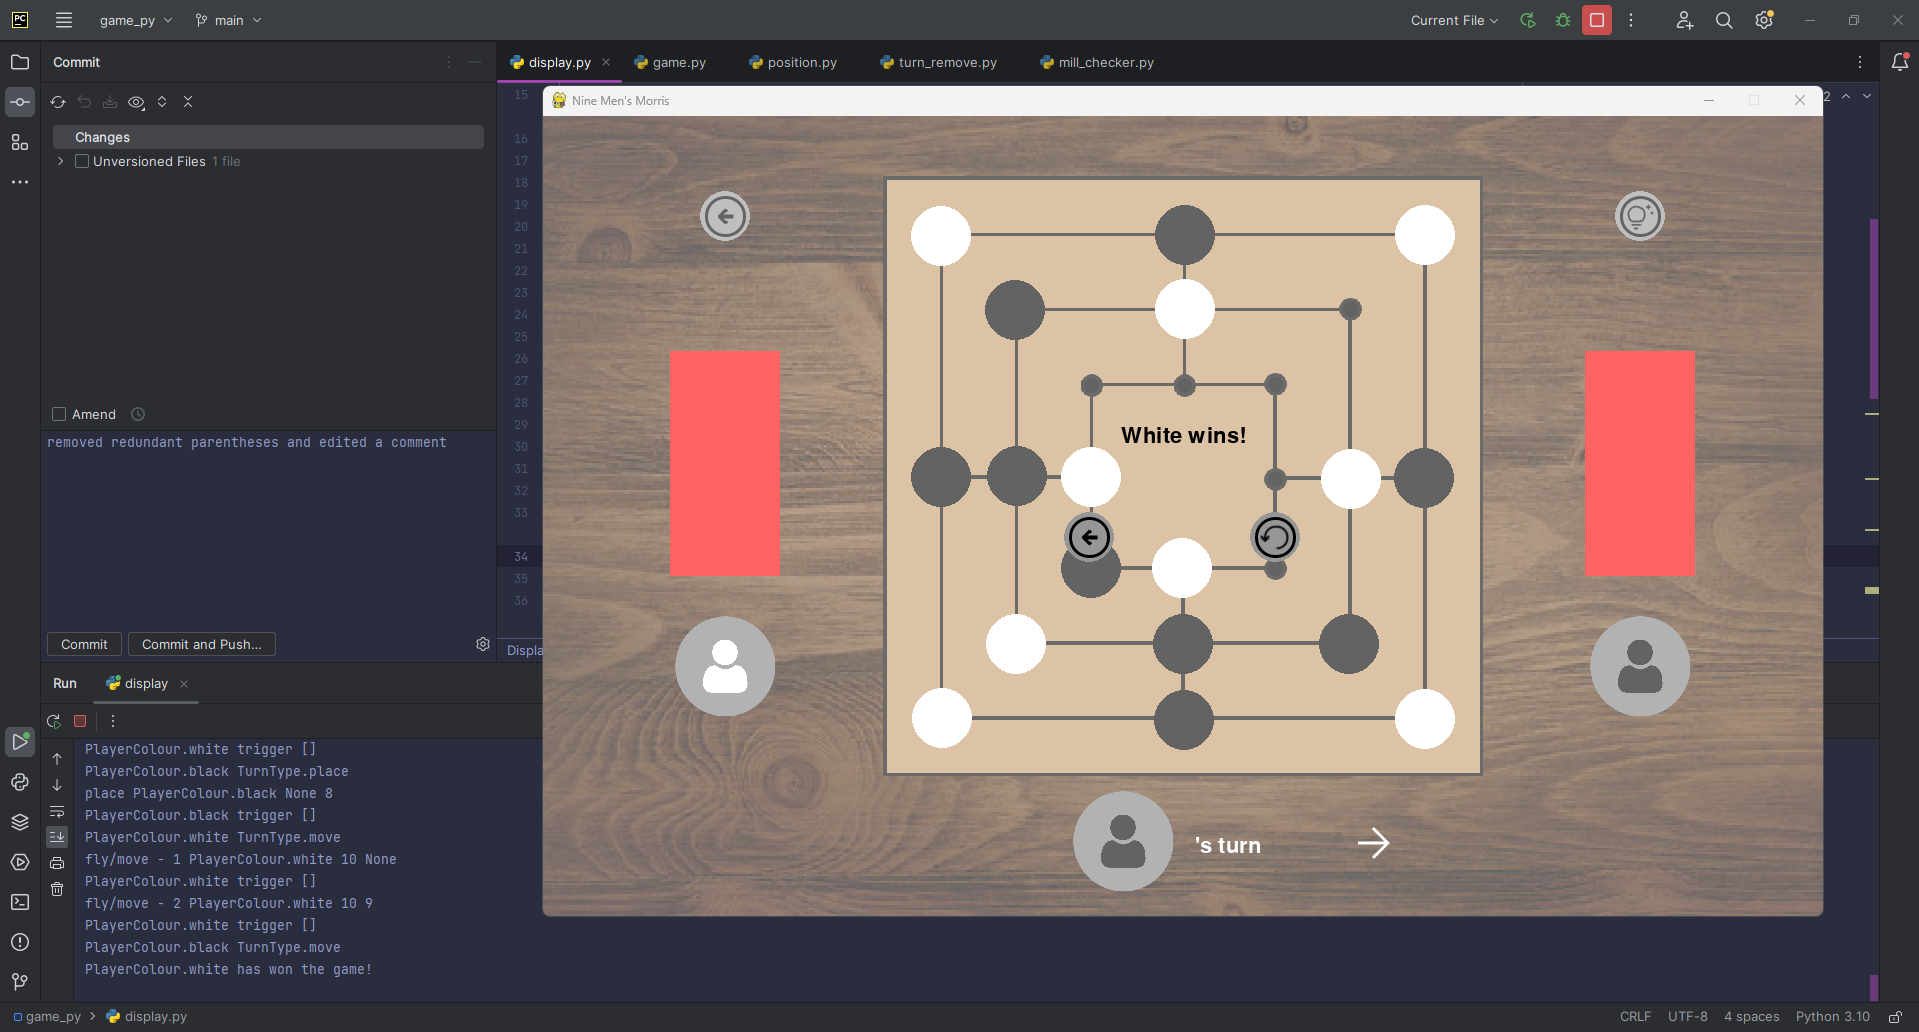 PC
game_py
main
Current File
Commit
display.py
game.py
position.py
turn_remove.py
mill_checker.py
Changes
Unversioned Files 1 file
Amend
removed redundant parentheses and edited a comment
Commit
Commit and Push...
15
16
17
18
19
20
21
22
23
24
25
26
27
28
29
30
31
32
33
34
35
36
2
Displa
Nine Men's Morris
White wins!
's turn
Run
display
PlayerColour.white trigger []
PlayerColour.black TurnType.place
place PlayerColour.black None 8
PlayerColour.black trigger []
PlayerColour.white TurnType.move
fly/move - 1 PlayerColour.white 10 None
PlayerColour.white trigger []
fly/move - 2 PlayerColour.white 10 9
PlayerColour.white trigger []
PlayerColour.black TurnType.move
PlayerColour.white has won the game!
game_py
display.py
CRLF
UTF-8
4 spaces
Python 3.10